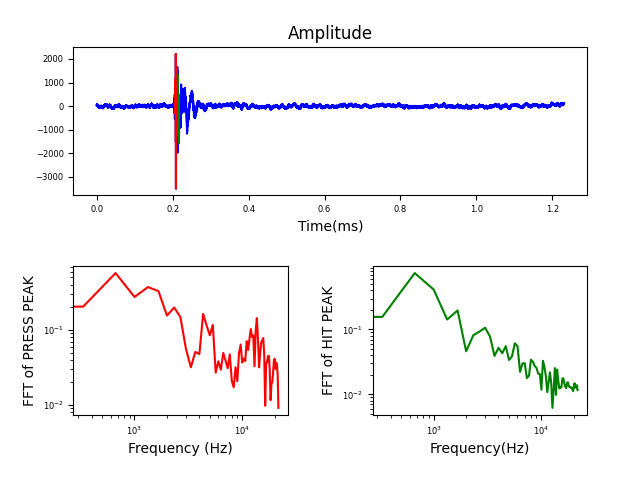 Amplitude
2000
1000
0
−1000
−2000
−3000
0.0 0.2 0.4 0.6 0.8 1.0 1.2
Time(ms)
FFT of PRESS PEAK
10⁻¹
10⁻²
10³ 10⁴
Frequency (Hz)
FFT of HIT PEAK
10⁻¹
10⁻²
10³ 10⁴
Frequency(Hz)